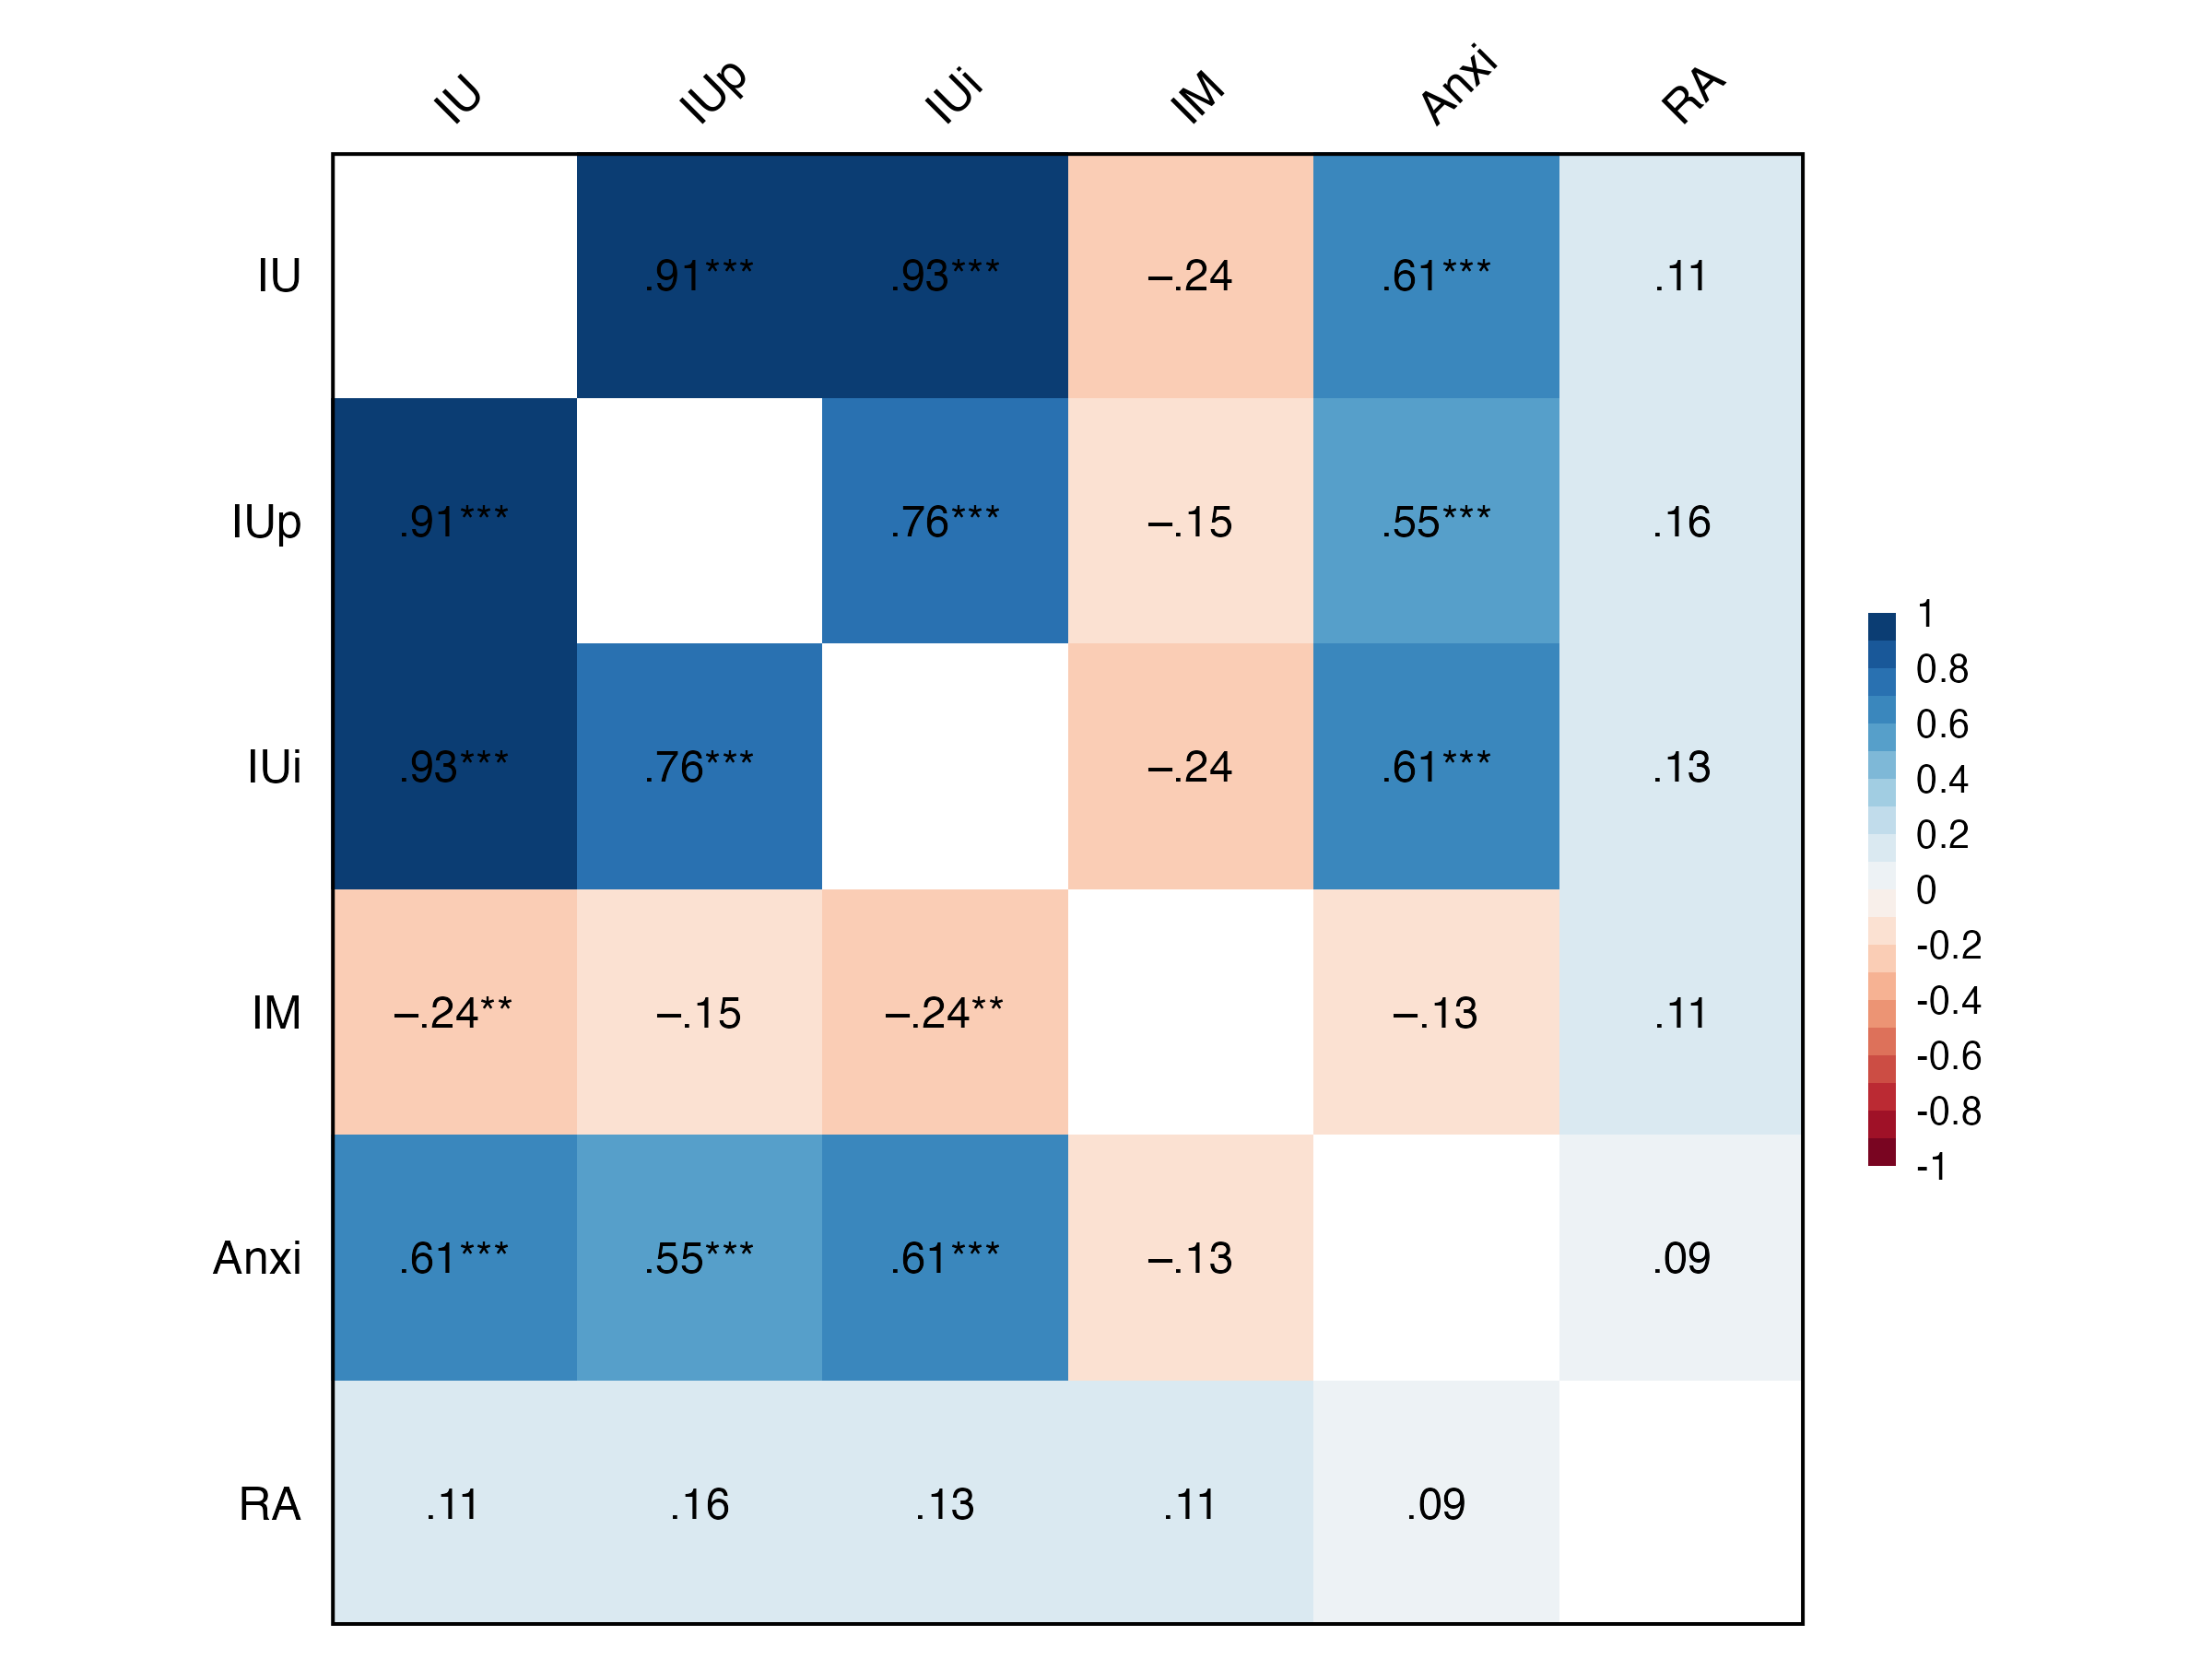 IU IUp IUi IM Anxi RA
IU .91*** .93*** –.24 .61*** .11
IUp .91*** .76*** –.15 .55*** .16
IUi .93*** .76*** –.24 .61*** .13
IM –.24** –.15 –.24** –.13 .11
Anxi .61*** .55*** .61*** –.13 .09
RA .11 .16 .13 .11 .09
1
0.8
0.6
0.4
0.2
0
-0.2
-0.4
-0.6
-0.8
-1